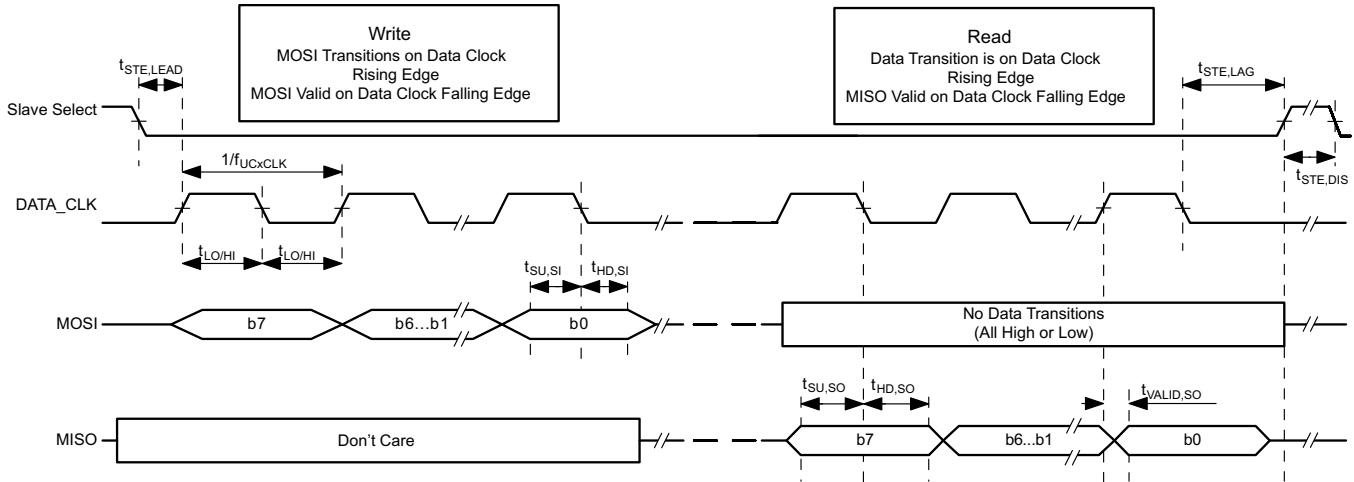 Write
MOSI Transitions on Data Clock
Rising Edge
MOSI Valid on Data Clock Falling Edge
Read
Data Transition is on Data Clock
Rising Edge
MISO Valid on Data Clock Falling Edge
tSTE,LEAD
tSTE,LAG
Slave Select
1/fUCxCLK
tSTE,DIS
DATA_CLK
tLO/HI
tLO/HI
tSU,SI
tHD,SI
MOSI
b7
b6...b1
b0
No Data Transitions
(All High or Low)
tSU,SO
tHD,SO
tVALID,SO
MISO
Don't Care
b7
b6...b1
b0